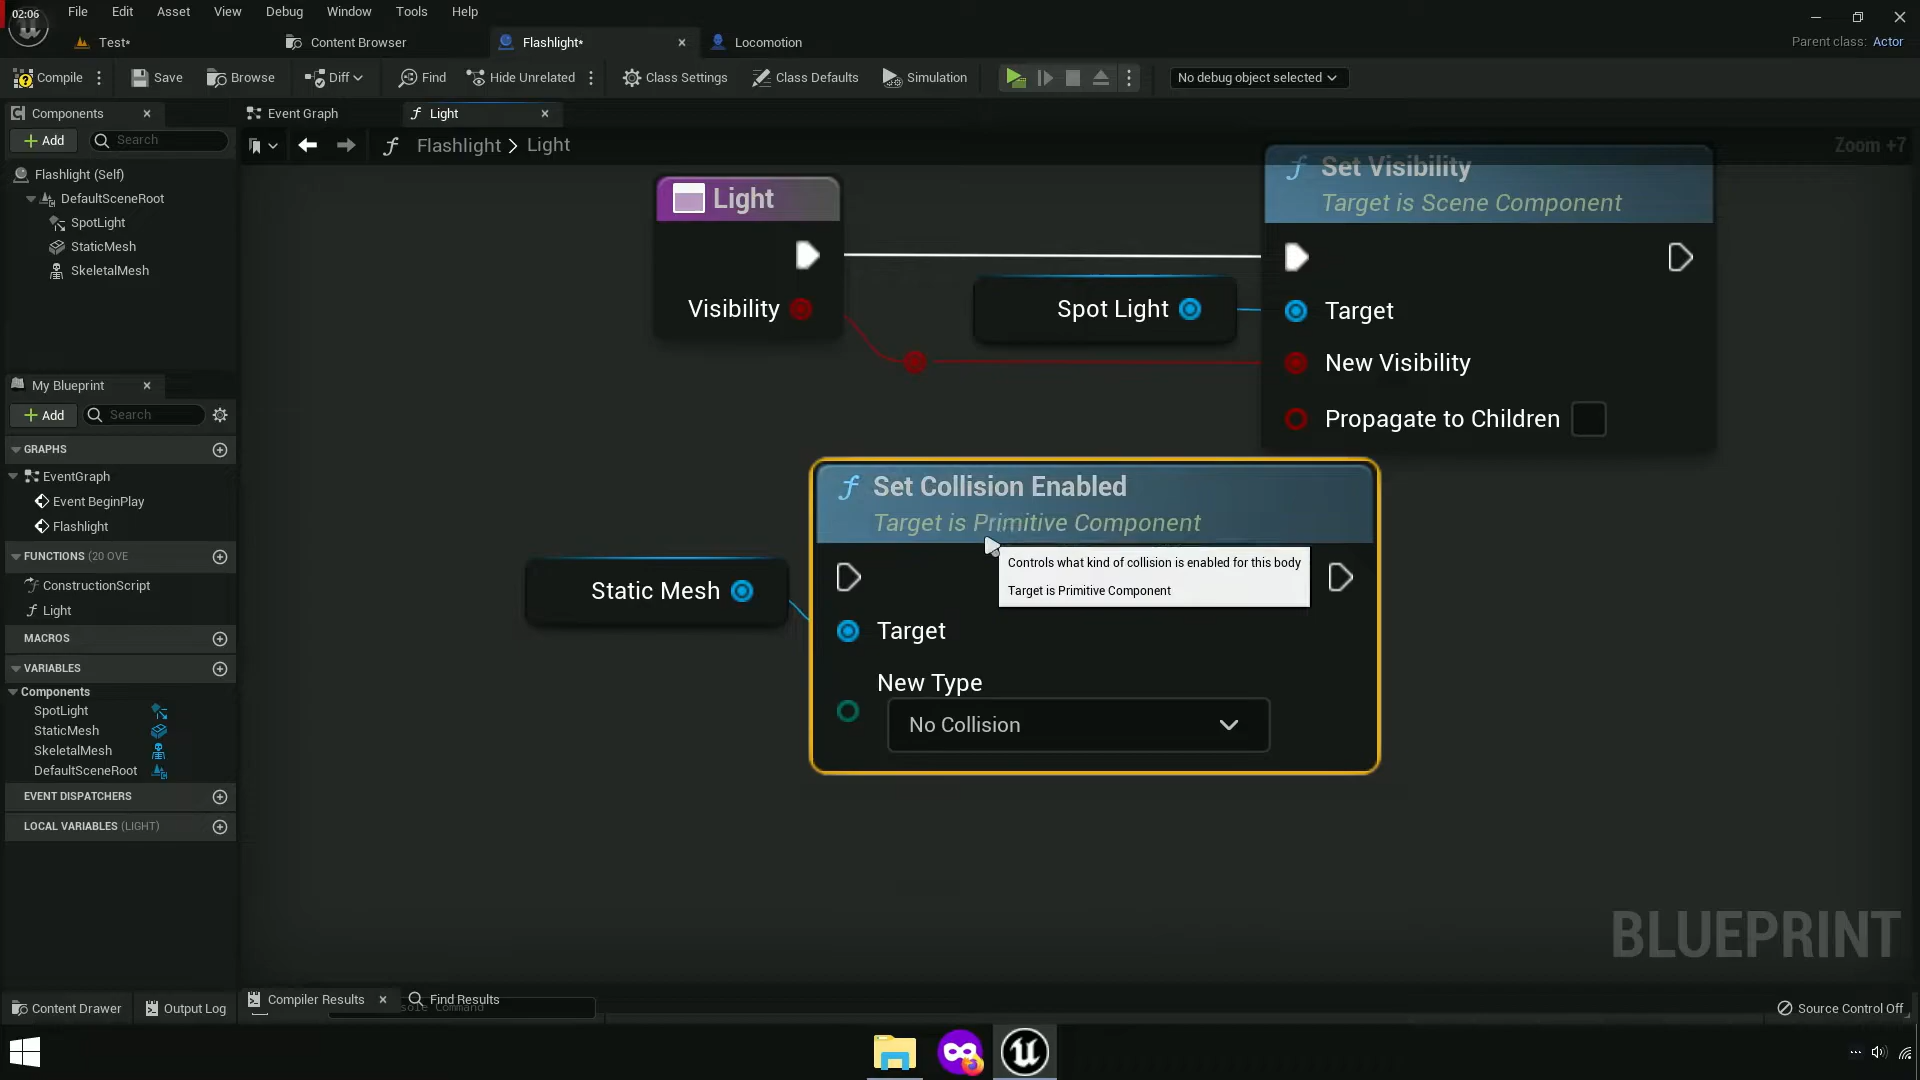 02:06
File Edit Asset View Debug Window Tools Help
Test* Content Browser Flashlight* Locomotion
Parent class: Actor
Compile Save Browse Diff Find Hide Unrelated Class Settings Class Defaults Simulation No debug object selected
Components
Event Graph Light
Add Search
Flashlight > Light
Zoom +7
Flashlight (Self)
DefaultSceneRoot
SpotLight
StaticMesh
SkeletalMesh
Light
Visibility
Spot Light
Set Visibility
Target is Scene Component
Target
New Visibility
Propagate to Children
Static Mesh
Set Collision Enabled
Target is Primitive Component
Controls what kind of collision is enabled for this body
Target is Primitive Component
Target
New Type
No Collision
My Blueprint
Add Search
GRAPHS
EventGraph
Event BeginPlay
Flashlight
FUNCTIONS (20 OVE
ConstructionScript
Light
MACROS
VARIABLES
Components
SpotLight
StaticMesh
SkeletalMesh
DefaultSceneRoot
EVENT DISPATCHERS
LOCAL VARIABLES (LIGHT)
BLUEPRINT
Compiler Results Find Results
Content Drawer Output Log sole Command Source Control Off